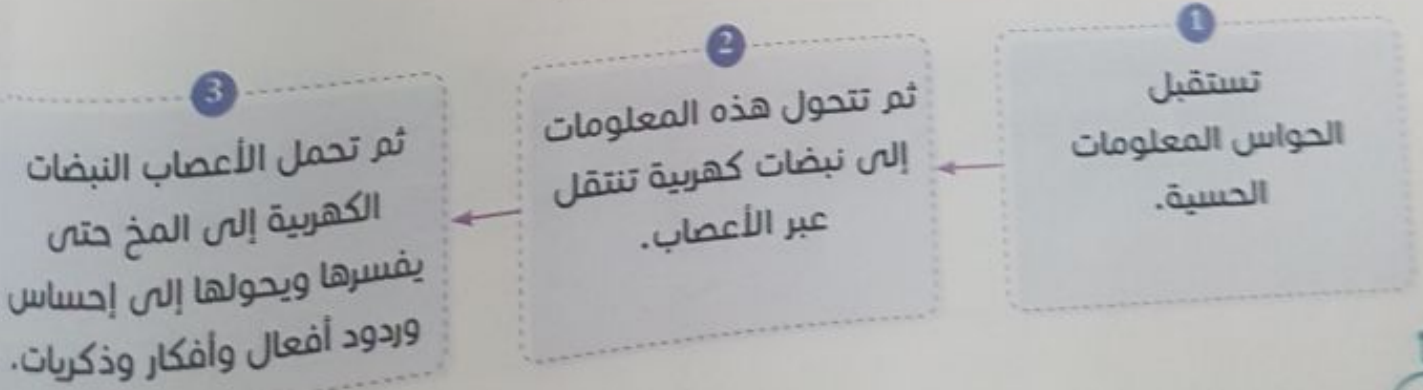 1
تستقبل
الحواس المعلومات
الحسية.
2
ثم تتحول هذه المعلومات
إلى نبضات كهربية تنتقل
عبر الأعصاب.
3
ثم تحمل الأعصاب النبضات
الكهربية إلى المخ حتى
يفسرها ويحولها إلى إحساس
وردود أفعال وأفكار وذكريات.